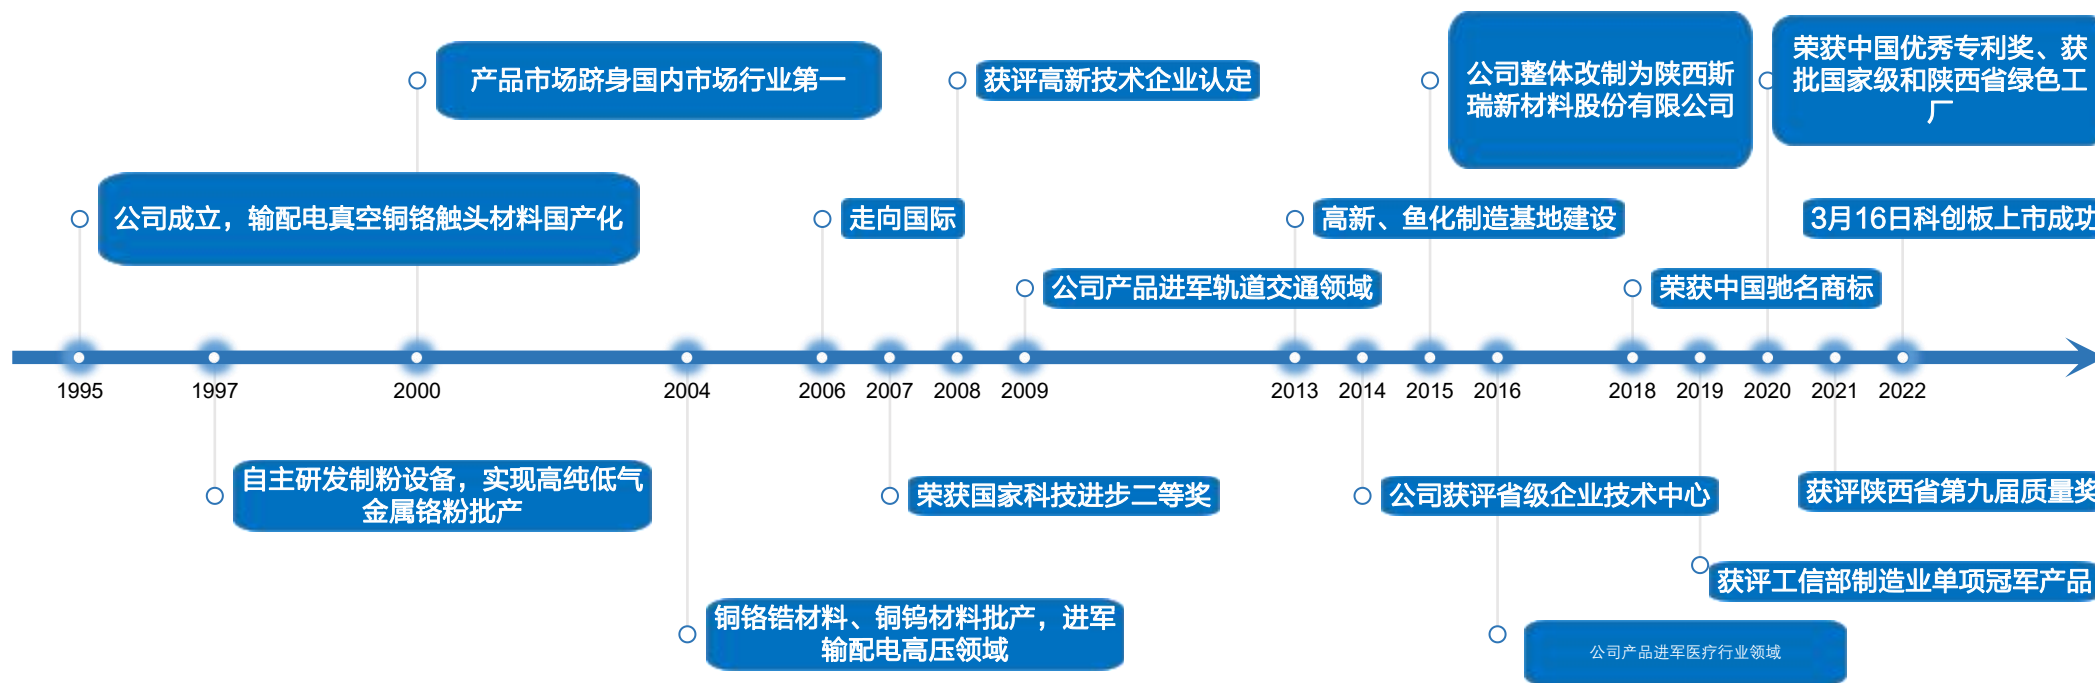 产品市场跻身国内市场行业第一
获评高新技术企业认定
公司整体改制为陕西斯
瑞新材料股份有限公司
荣获中国优秀专利奖、获
批国家级和陕西省绿色工
厂
公司成立，输配电真空铜铬触头材料国产化
走向国际
高新、鱼化制造基地建设
3月16日科创板上市成功
公司产品进军轨道交通领域
荣获中国驰名商标
1995 1997 2000 2004 2006 2007 2008 2009 2013 2014 2015 2016 2018 2019 2020 2021 2022
自主研发制粉设备，实现高纯低气
金属铬粉批产
荣获国家科技进步二等奖
公司获评省级企业技术中心
获评陕西省第九届质量奖
获评工信部制造业单项冠军产品
铜铬锆材料、铜钨材料批产，进军
输配电高压领域
公司产品进军医疗行业领域